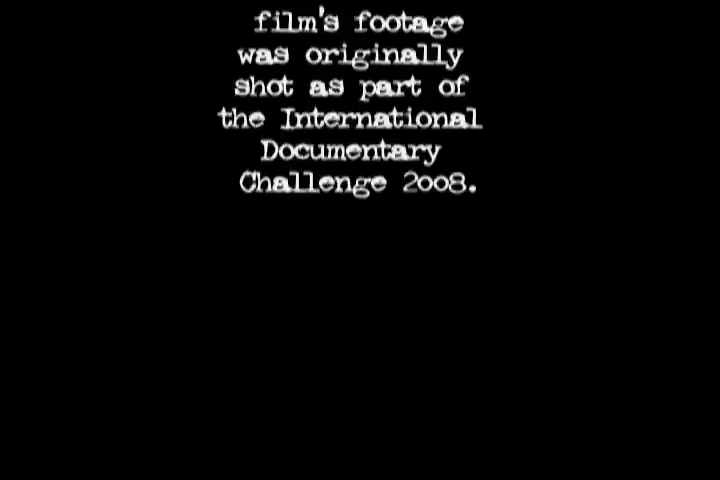 film's footage
was originally
shot as part of
the International
Documentary
Challenge 2008.